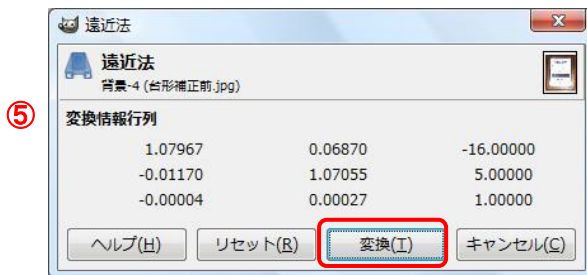 遠近法
遠近法
背景-4 (台形補正前.jpg)
⑤
変換情報行列
1.07967 0.06870 -16.00000
-0.01170 1.07055 5.00000
-0.00004 0.00027 1.00000
ヘルプ(H) リセット(R) 変換(T) キャンセル(C)